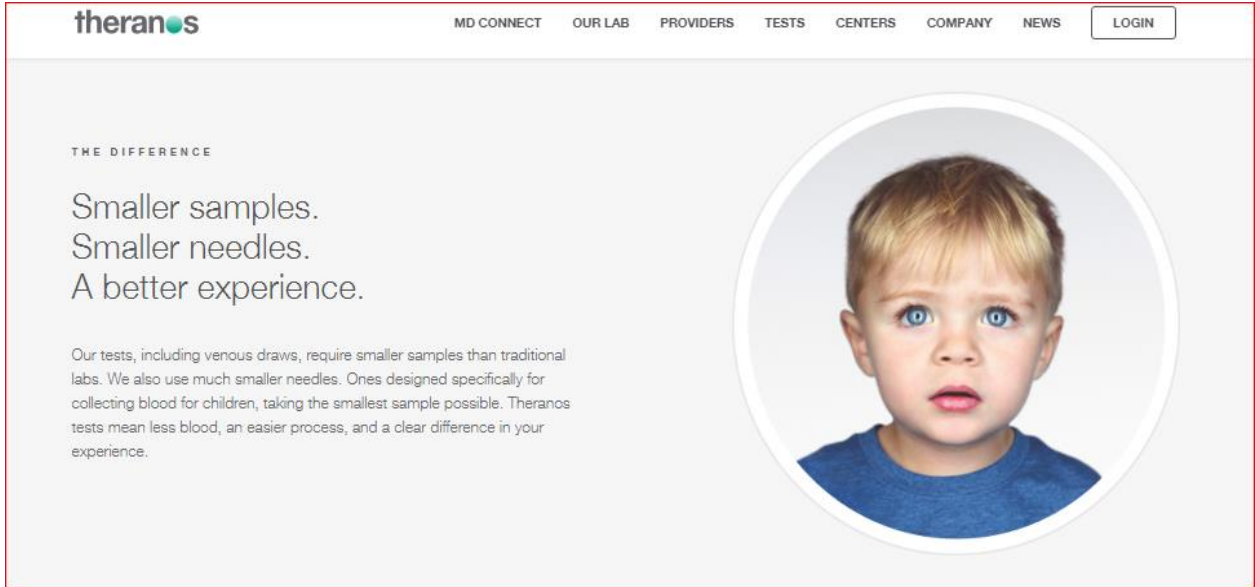 theranos
MD CONNECT OUR LAB PROVIDERS TESTS CENTERS COMPANY NEWS LOGIN
THE DIFFERENCE
Smaller samples.
Smaller needles.
A better experience.
Our tests, including venous draws, require smaller samples than traditional
labs. We also use much smaller needles. Ones designed specifically for
collecting blood for children, taking the smallest sample possible. Theranos
tests mean less blood, an easier process, and a clear difference in your
experience.